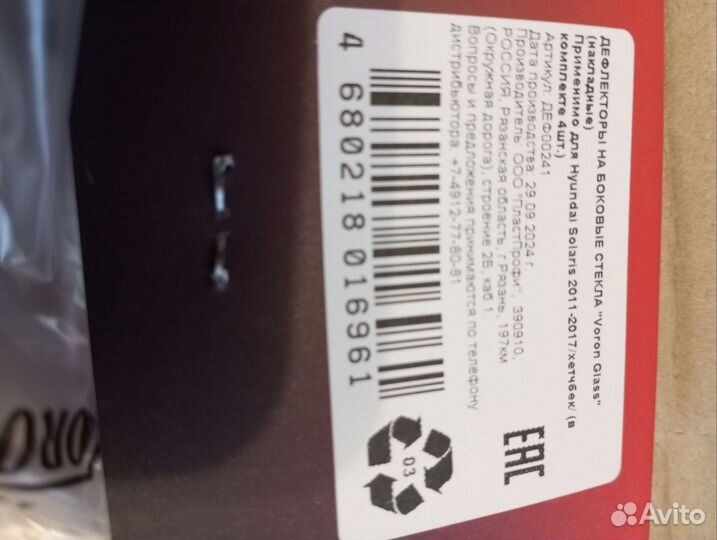 ДЕФЛЕКТОРЫ НА БОКОВЫЕ СТЕКЛА "Voron Glass"
(накладные)
Применимо для Hyundai Solaris 2011-2017/хетчбек/ (в
комплекте 4шт.)
Артикул: ДЕФ00241
Дата производства: 29.09.2024 г
Производитель: ООО "ПластПрофи", 390910,
РОССИЯ, Рязанская область, г.Рязань, 197км
(Окружная дорога), строение 2Б, каб.1.
Вопросы и предложения принимаются по телефону
дистрибьютора: +7-4912-77-80-81
4 680218 016961
03
EAC
Avito